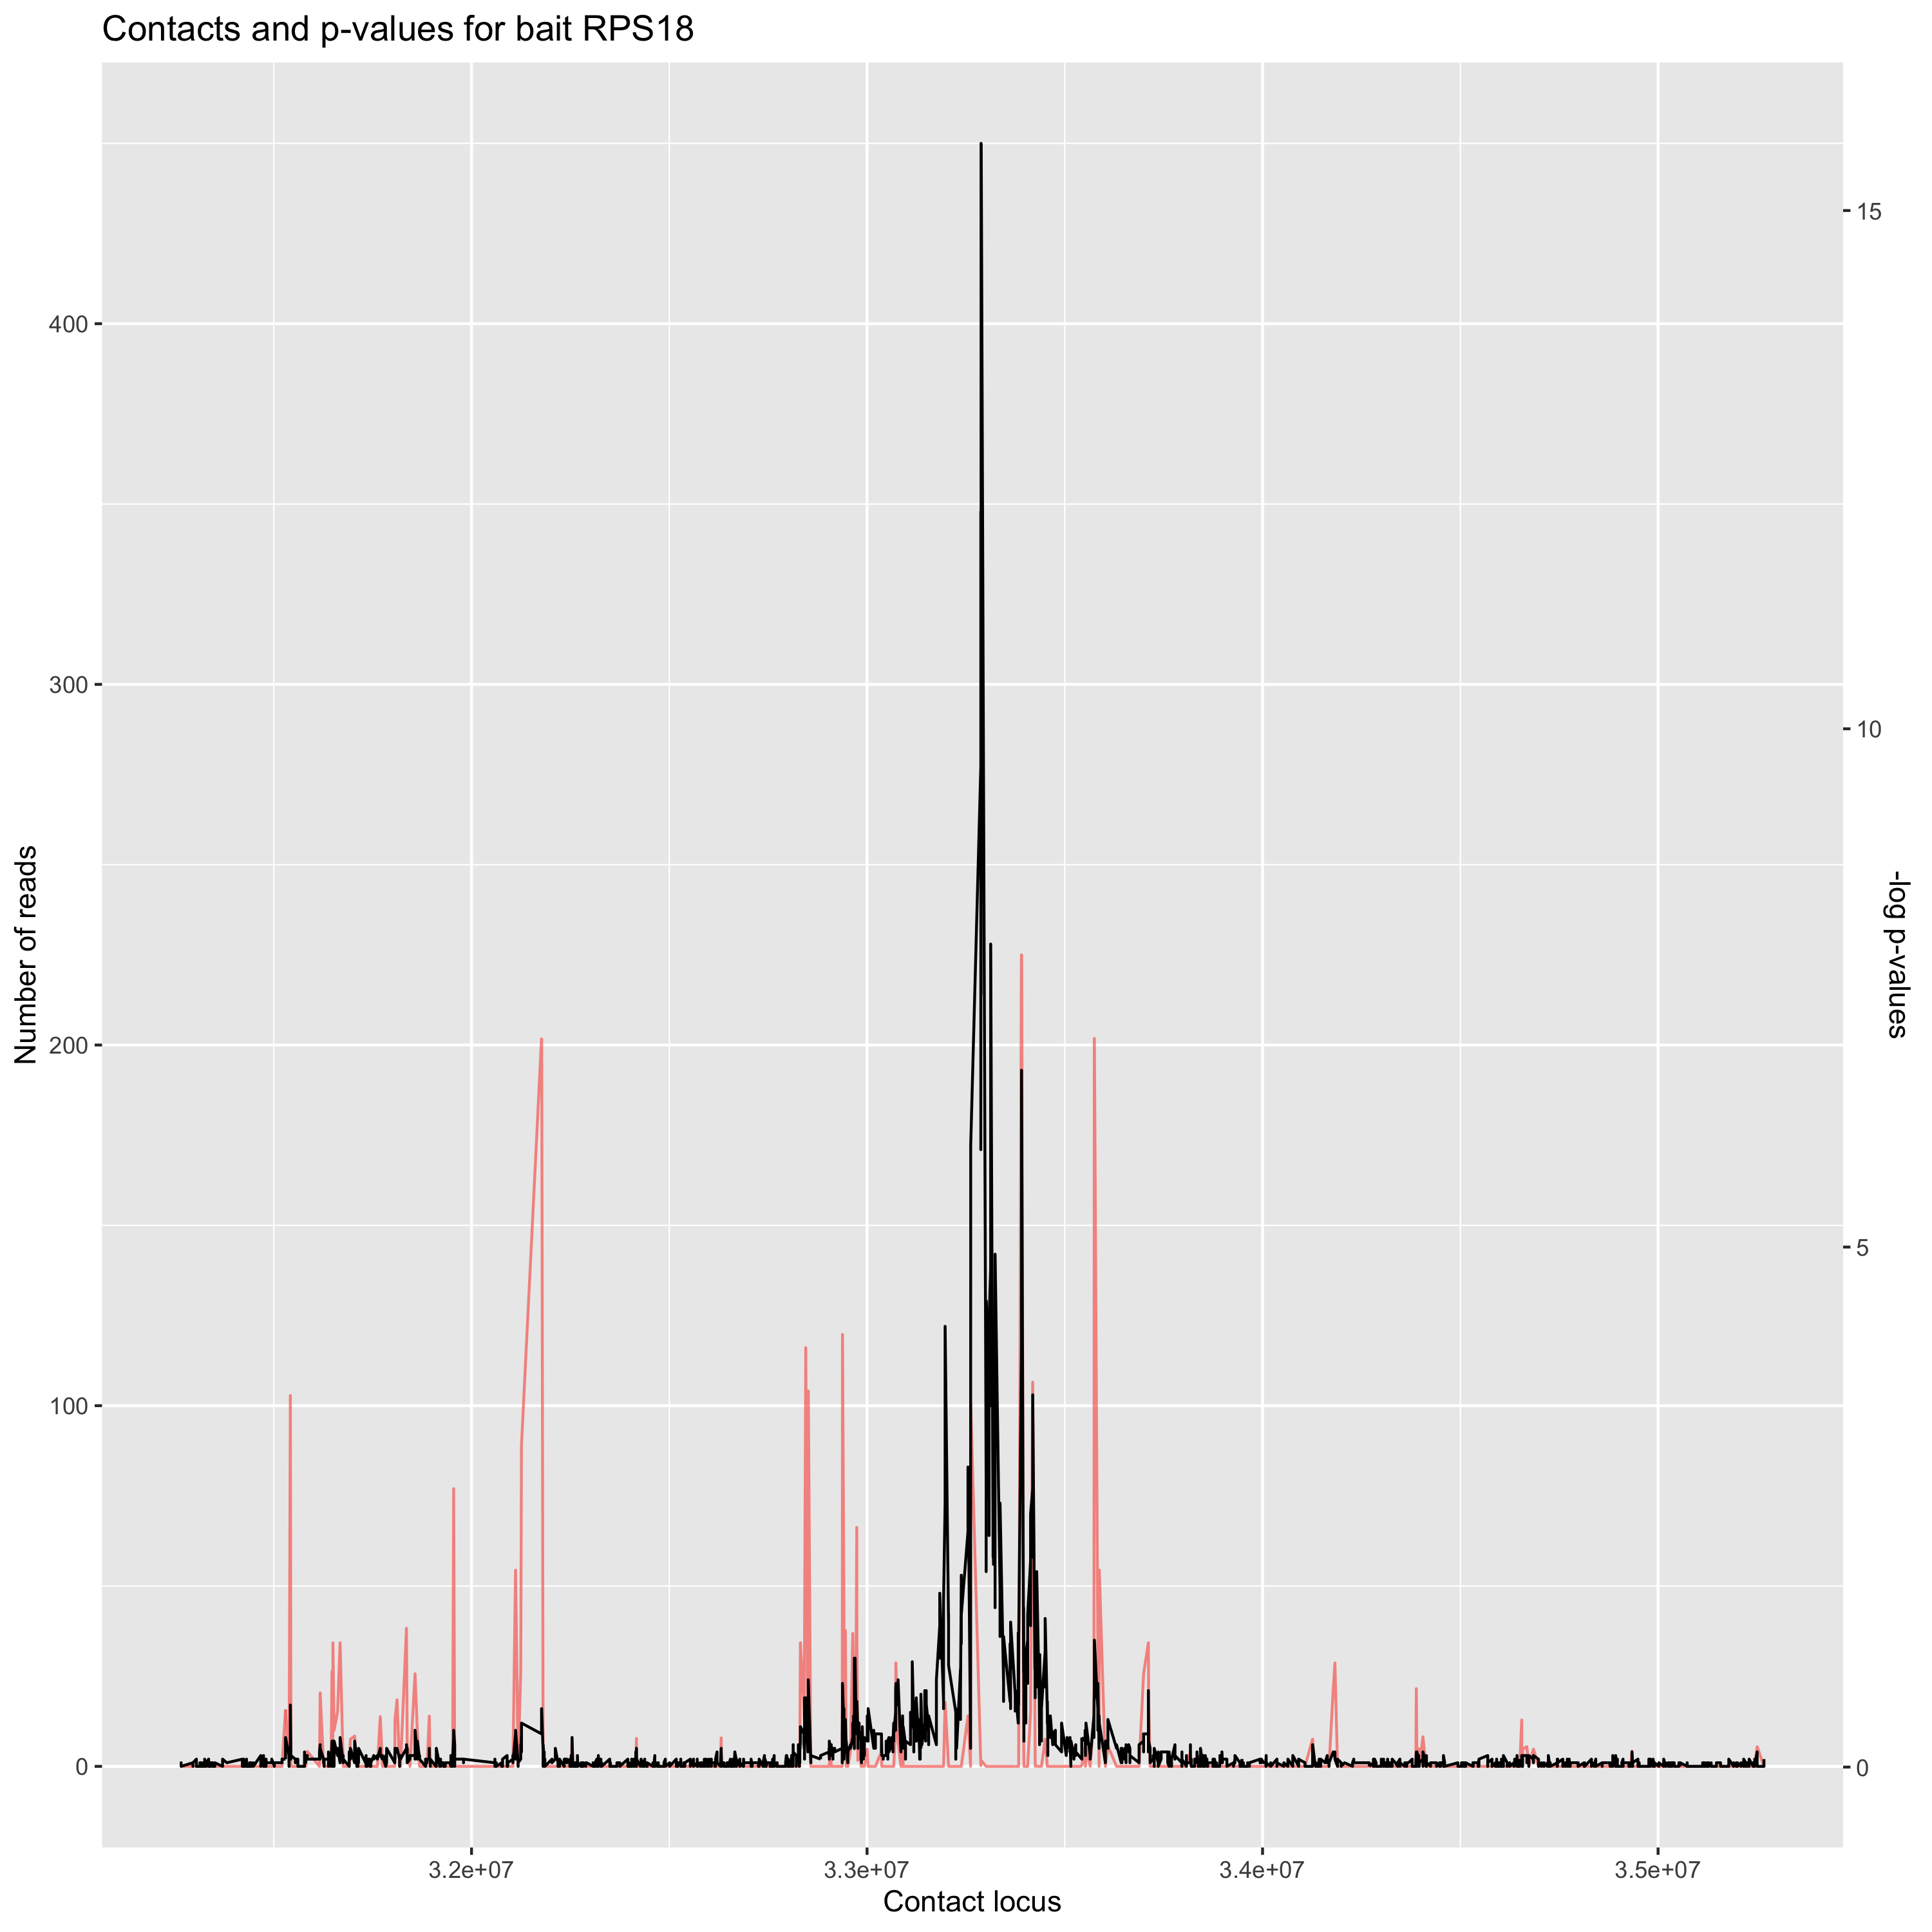 Contacts and p-values for bait RPS18
Number of reads
400
300
200
100
0
15
10
5
0
-log p-values
3.2e+07
3.3e+07
3.4e+07
3.5e+07
Contact locus